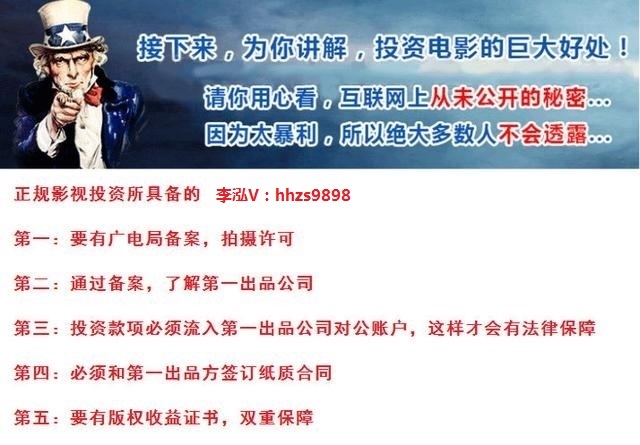 接下来，为你讲解，投资电影的巨大好处！
请你用心看，互联网上从未公开的秘密...
因为太暴利，所以绝大多数人不会透露...
正规影视投资所具备的 李泓V：hhzs9898
第一：要有广电局备案，拍摄许可
第二：通过备案，了解第一出品公司
第三：投资款项必须流入第一出品公司对公账户，这样才会有法律保障
第四：必须和第一出品方签订纸质合同
第五：要有版权收益证书，双重保障